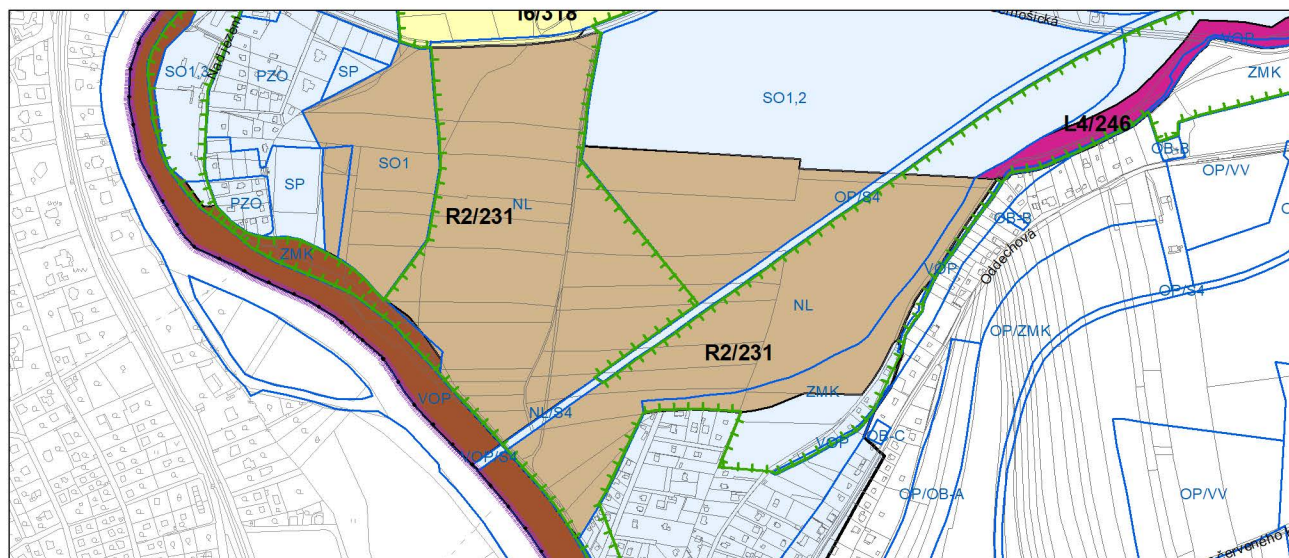 I6/318
Nad jezem
SO1,3
PZO
SP
VOP
ZMK
SO1,2
L4/246
OB-B
OP/VV
SO1
SP
PZO
R2/231
NL
OP/S4
OB-B
Oddechová
ZMK
VOP
OP/S4
NL
OP/ZMK
R2/231
ZMK
VOP
NL/S4
VOP
OB-C
VOP/S4
OP/OB-A
OP/VV